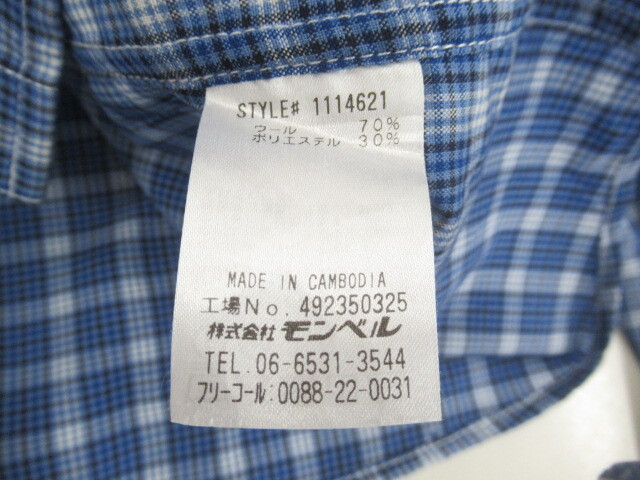 STYLE# 1114621
ウール 70%
ポリエステル 30%
MADE IN CAMBODIA
工場No. 492350325
株式会社 モンベル
TEL. 06-6531-3544
フリーコール:0088-22-0031